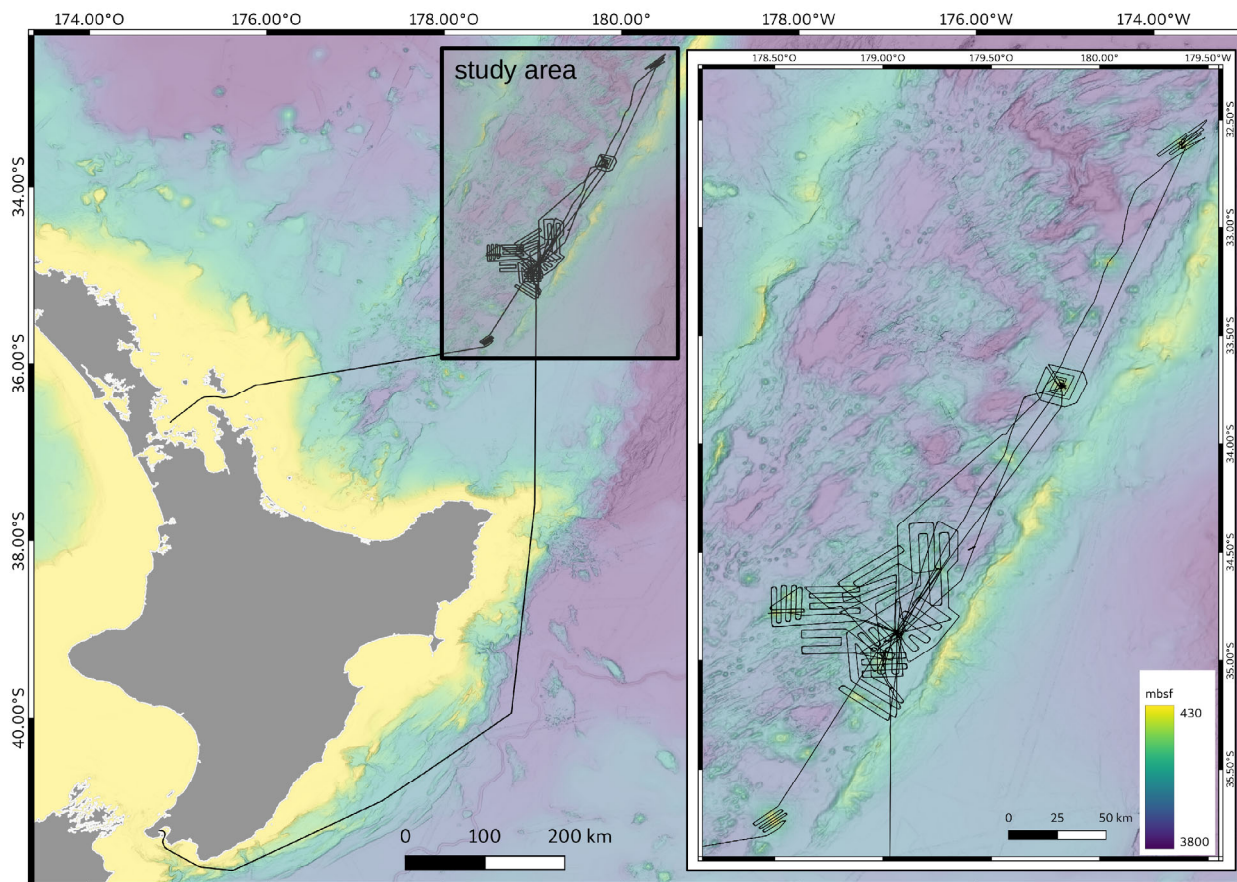 174.00°O 176.00°O 178.00°O 180.00°O 178.00°W 176.00°W 174.00°W
study area
178.50°W 179.00°W 179.50°W 180.00° 179.50°W
34.00°S
36.00°S
38.00°S
40.00°S
32.50°S
33.00°S
33.50°S
34.00°S
34.50°S
35.00°S
35.50°S
mbsf
430
3800
0 25 50 km
0 100 200 km